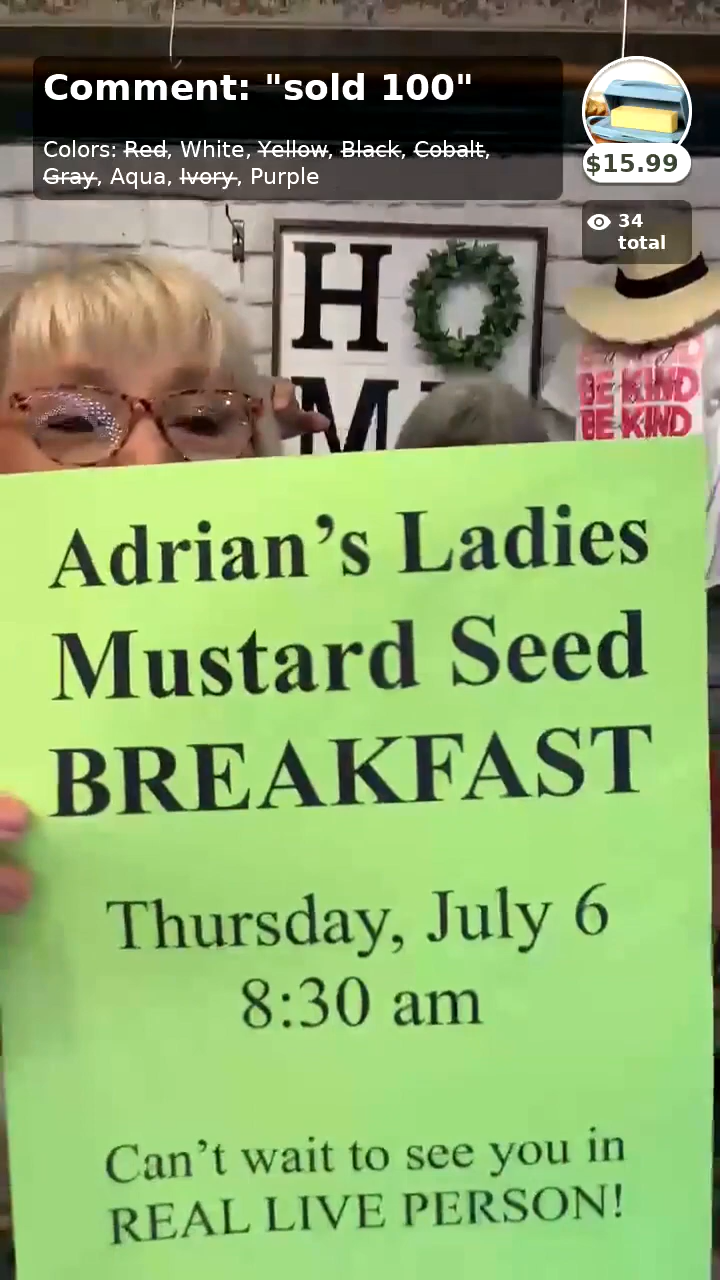 Comment: "sold 100"
Colors: Red, White, Yellow, Black, Cobalt,
Gray, Aqua, Ivory, Purple
$15.99
34
total
HO
BE KIND
BE KIND
Adrian's Ladies
Mustard Seed
BREAKFAST
Thursday, July 6
8:30 am
Can't wait to see you in
REAL LIVE PERSON!